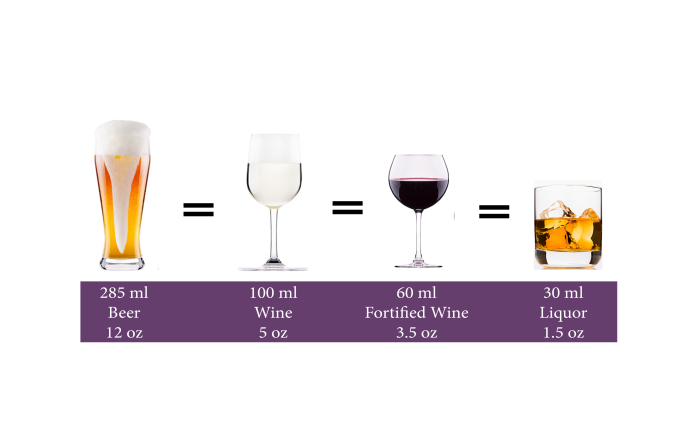 285 ml
Beer
12 oz
100 ml
Wine
5 oz
60 ml
Fortified Wine
3.5 oz
30 ml
Liquor
1.5 oz